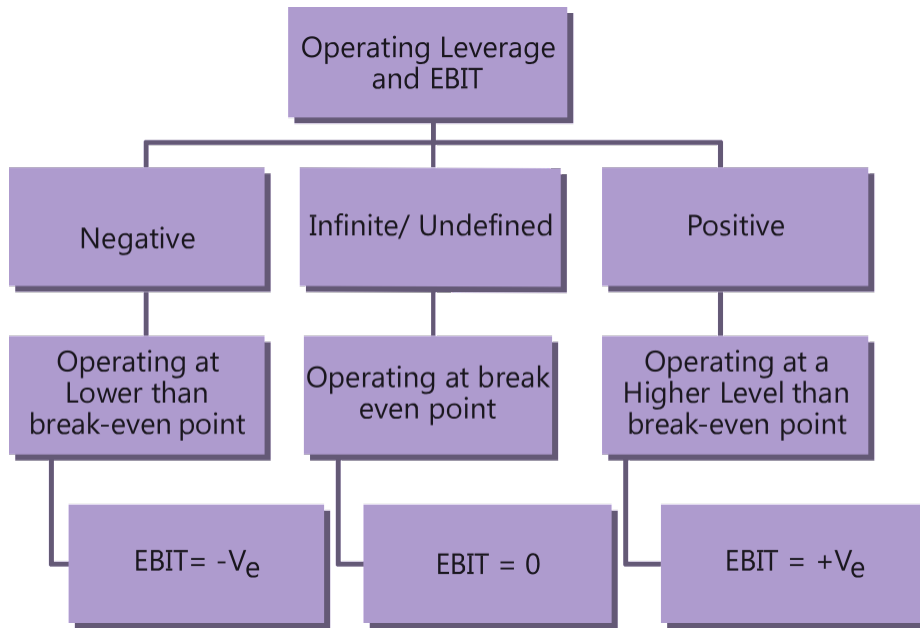 Operating Leverage
and EBIT
Negative
Infinite/ Undefined
Positive
Operating at
Lower than
break-even point
Operating at break
even point
Operating at a
Higher Level than
break-even point
EBIT= -Ve
EBIT = 0
EBIT = +Ve